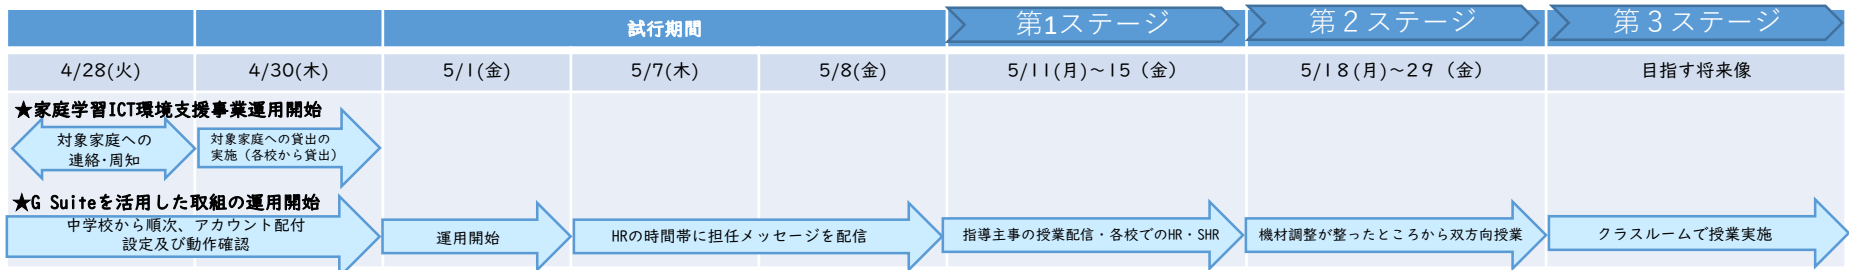 試行期間
第1ステージ
第2ステージ
第3ステージ
4/28(火)
4/30(木)
5/1(金)
5/7(木)
5/8(金)
5/11(月)~15（金）
5/18(月)~29（金）
目指す将来像
★家庭学習ICT環境支援事業運用開始
対象家庭への
連絡・周知
対象家庭への貸出の
実施（各校から貸出）
★G Suiteを活用した取組の運用開始
中学校から順次、アカウント配付
設定及び動作確認
運用開始
HRの時間帯に担任メッセージを配信
指導主事の授業配信・各校でのHR・SHR
機材調整が整ったところから双方向授業
クラスルームで授業実施